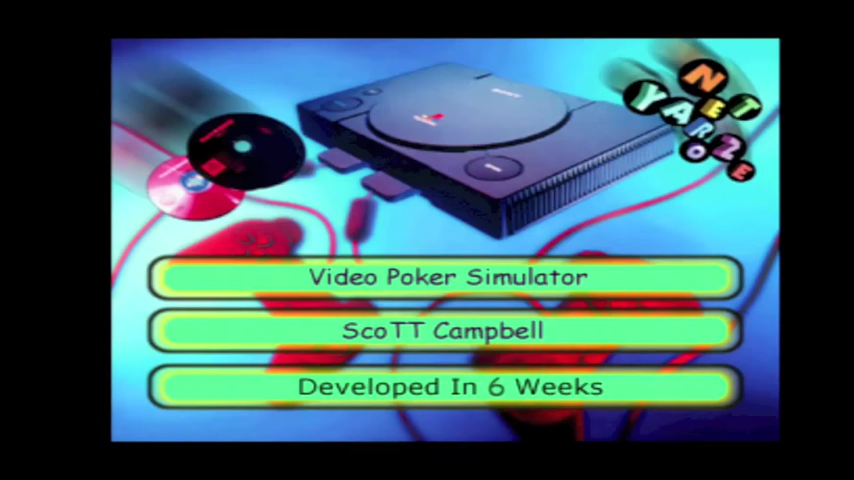 NET
YAROZE
Video Poker Simulator
ScoTT Campbell
Developed In 6 Weeks